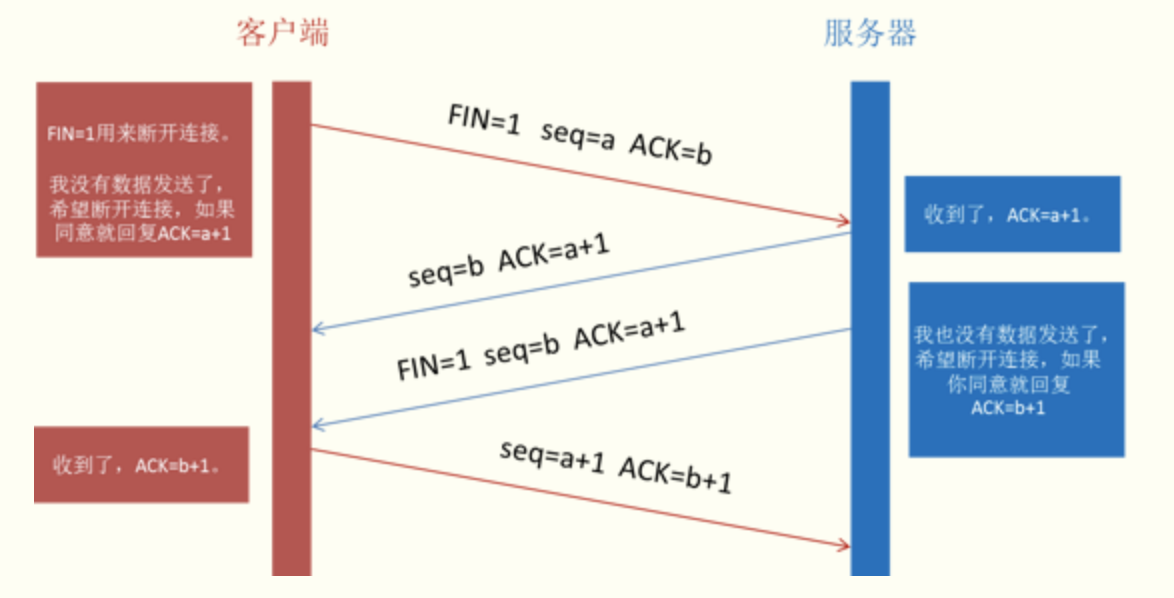 客户端
服务器
FIN=1用来断开连接。
我没有数据发送了，
希望断开连接，如果
同意就回复ACK=a+1
FIN=1 seq=a ACK=b
收到了，ACK=a+1。
seq=b ACK=a+1
我也没有数据发送了，
希望断开连接，如果
你同意就回复
ACK=b+1
FIN=1 seq=b ACK=a+1
收到了，ACK=b+1。
seq=a+1 ACK=b+1